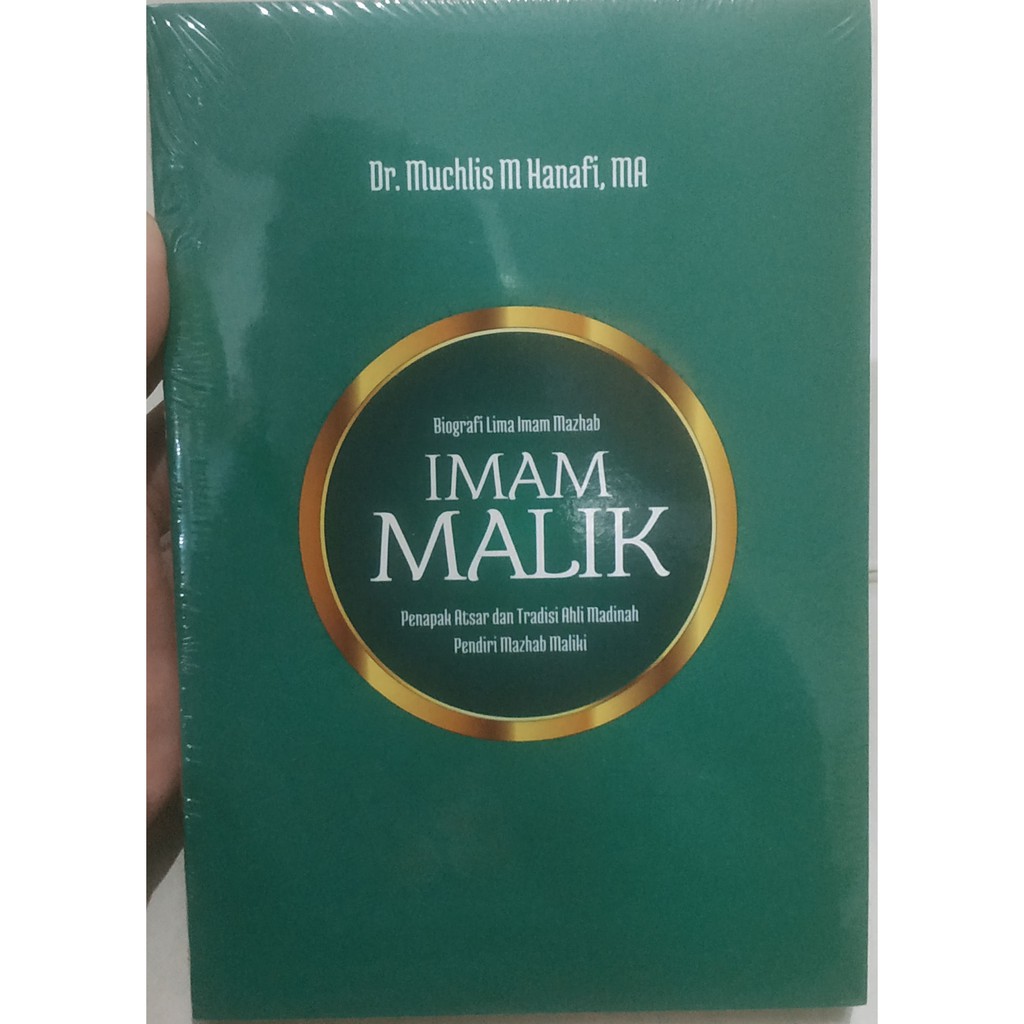 Dr. Muchlis M Hanafi, MA
Biografi Lima Imam Mazhab
IMAM
MALIK
Penapak Atsar dan Tradisi Ahli Madinah
Pendiri Mazhab Maliki